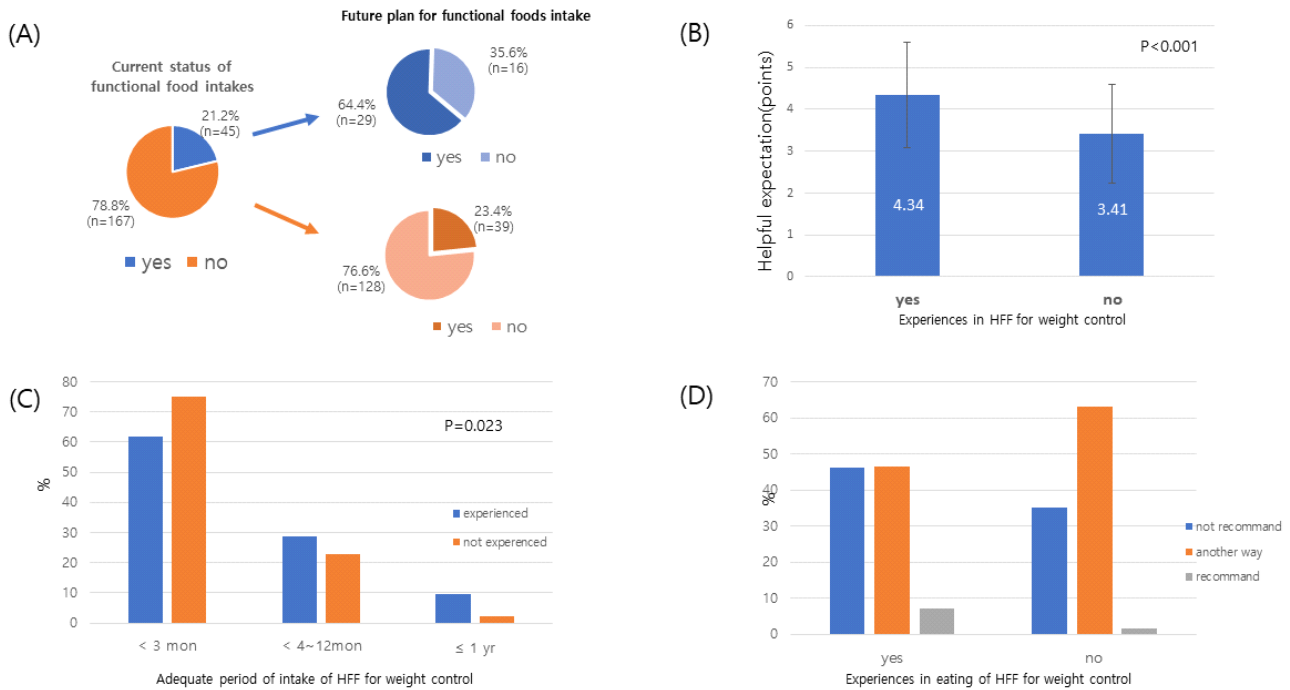 (A)
Future plan for functional foods intake
Current status of
functional food intakes
21.2%
(n=45)
78.8%
(n=167)
yes no
35.6%
(n=16)
64.4%
(n=29)
yes no
23.4%
(n=39)
76.6%
(n=128)
yes no
(B)
Helpful expectation(points)
6
5
4
3
2
1
0
P<0.001
4.34
3.41
yes no
Experiences in HFF for weight control
(C)
%
80
70
60
50
40
30
20
10
0
P=0.023
experienced
not experenced
< 3 mon < 4~12mon ≤ 1 yr
Adequate period of intake of HFF for weight control
(D)
%
70
60
50
40
30
20
10
0
not recommand
another way
recommand
yes no
Experiences in eating of HFF for weight control